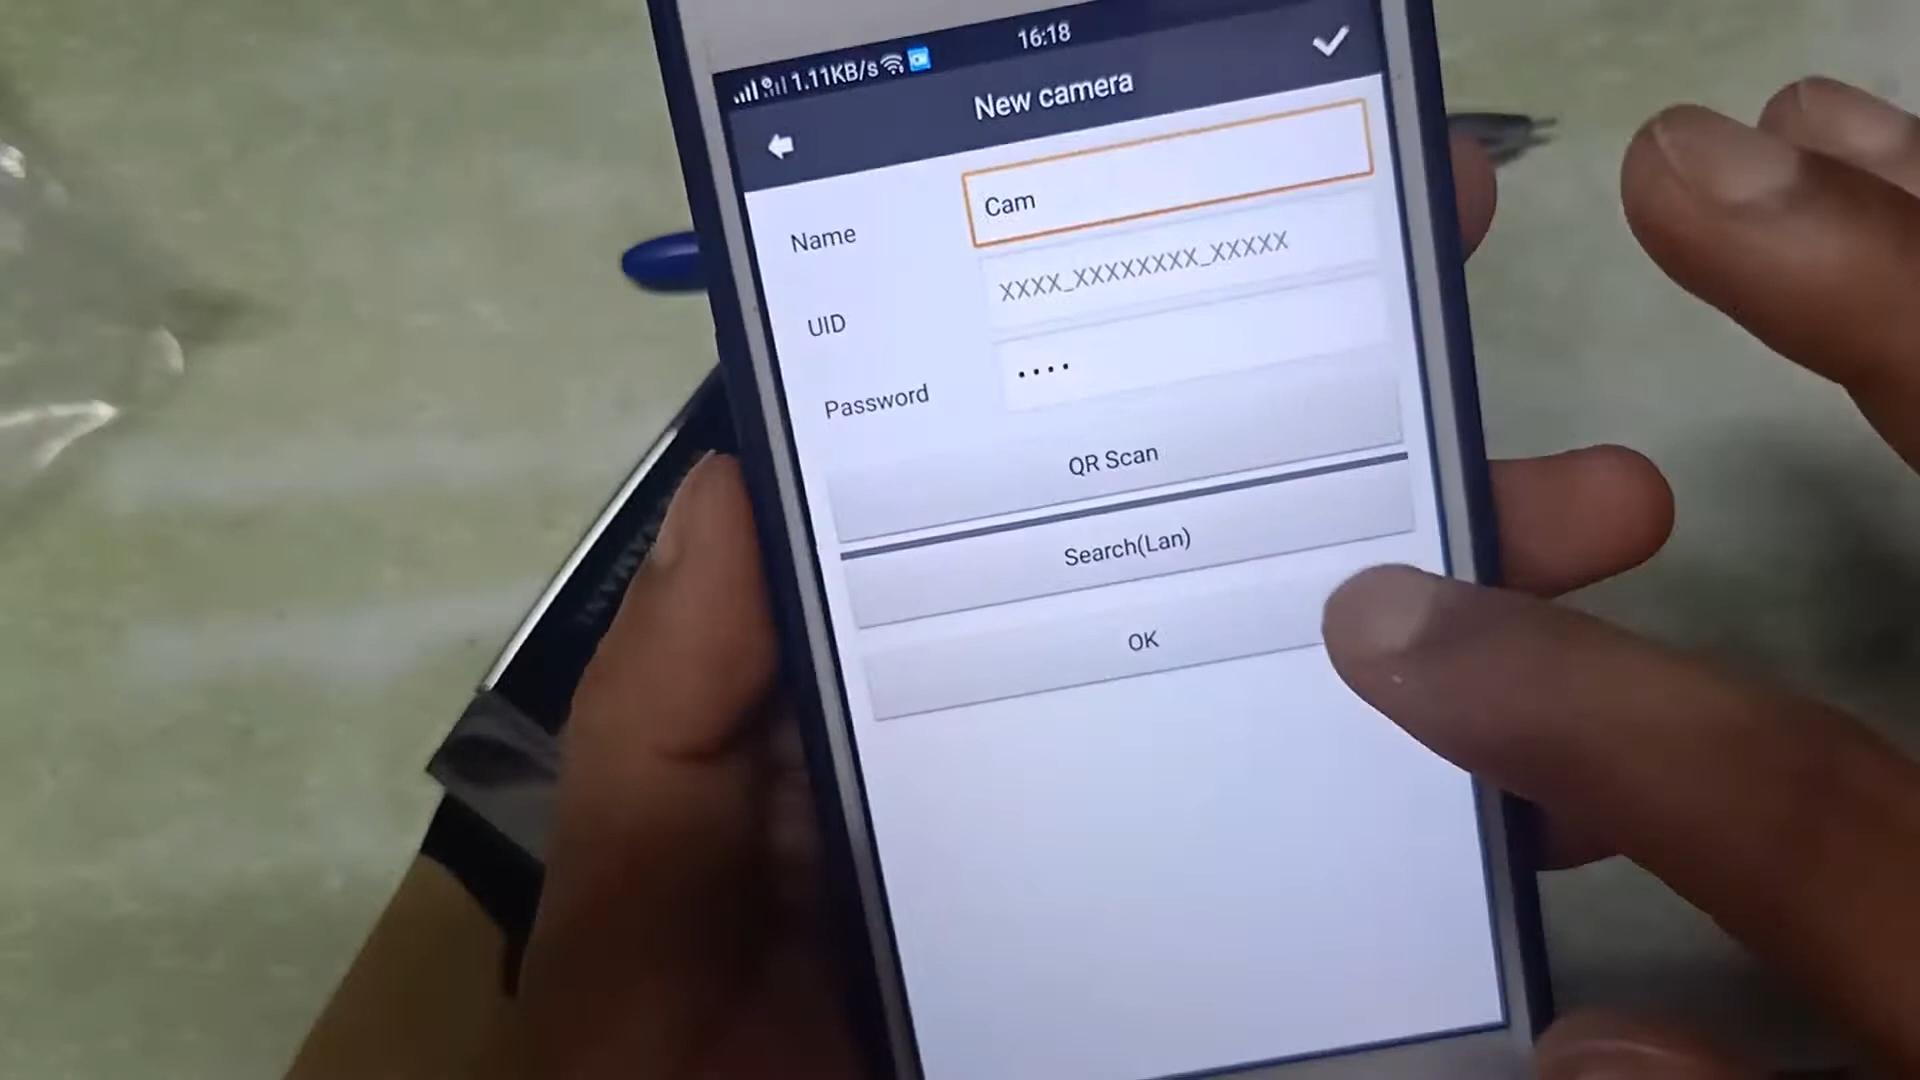 1.11KB/s
16:18
New camera
Name
Cam
UID
XXXX_XXXXXXXX_XXXXX
Password
••••
QR Scan
Search(Lan)
OK